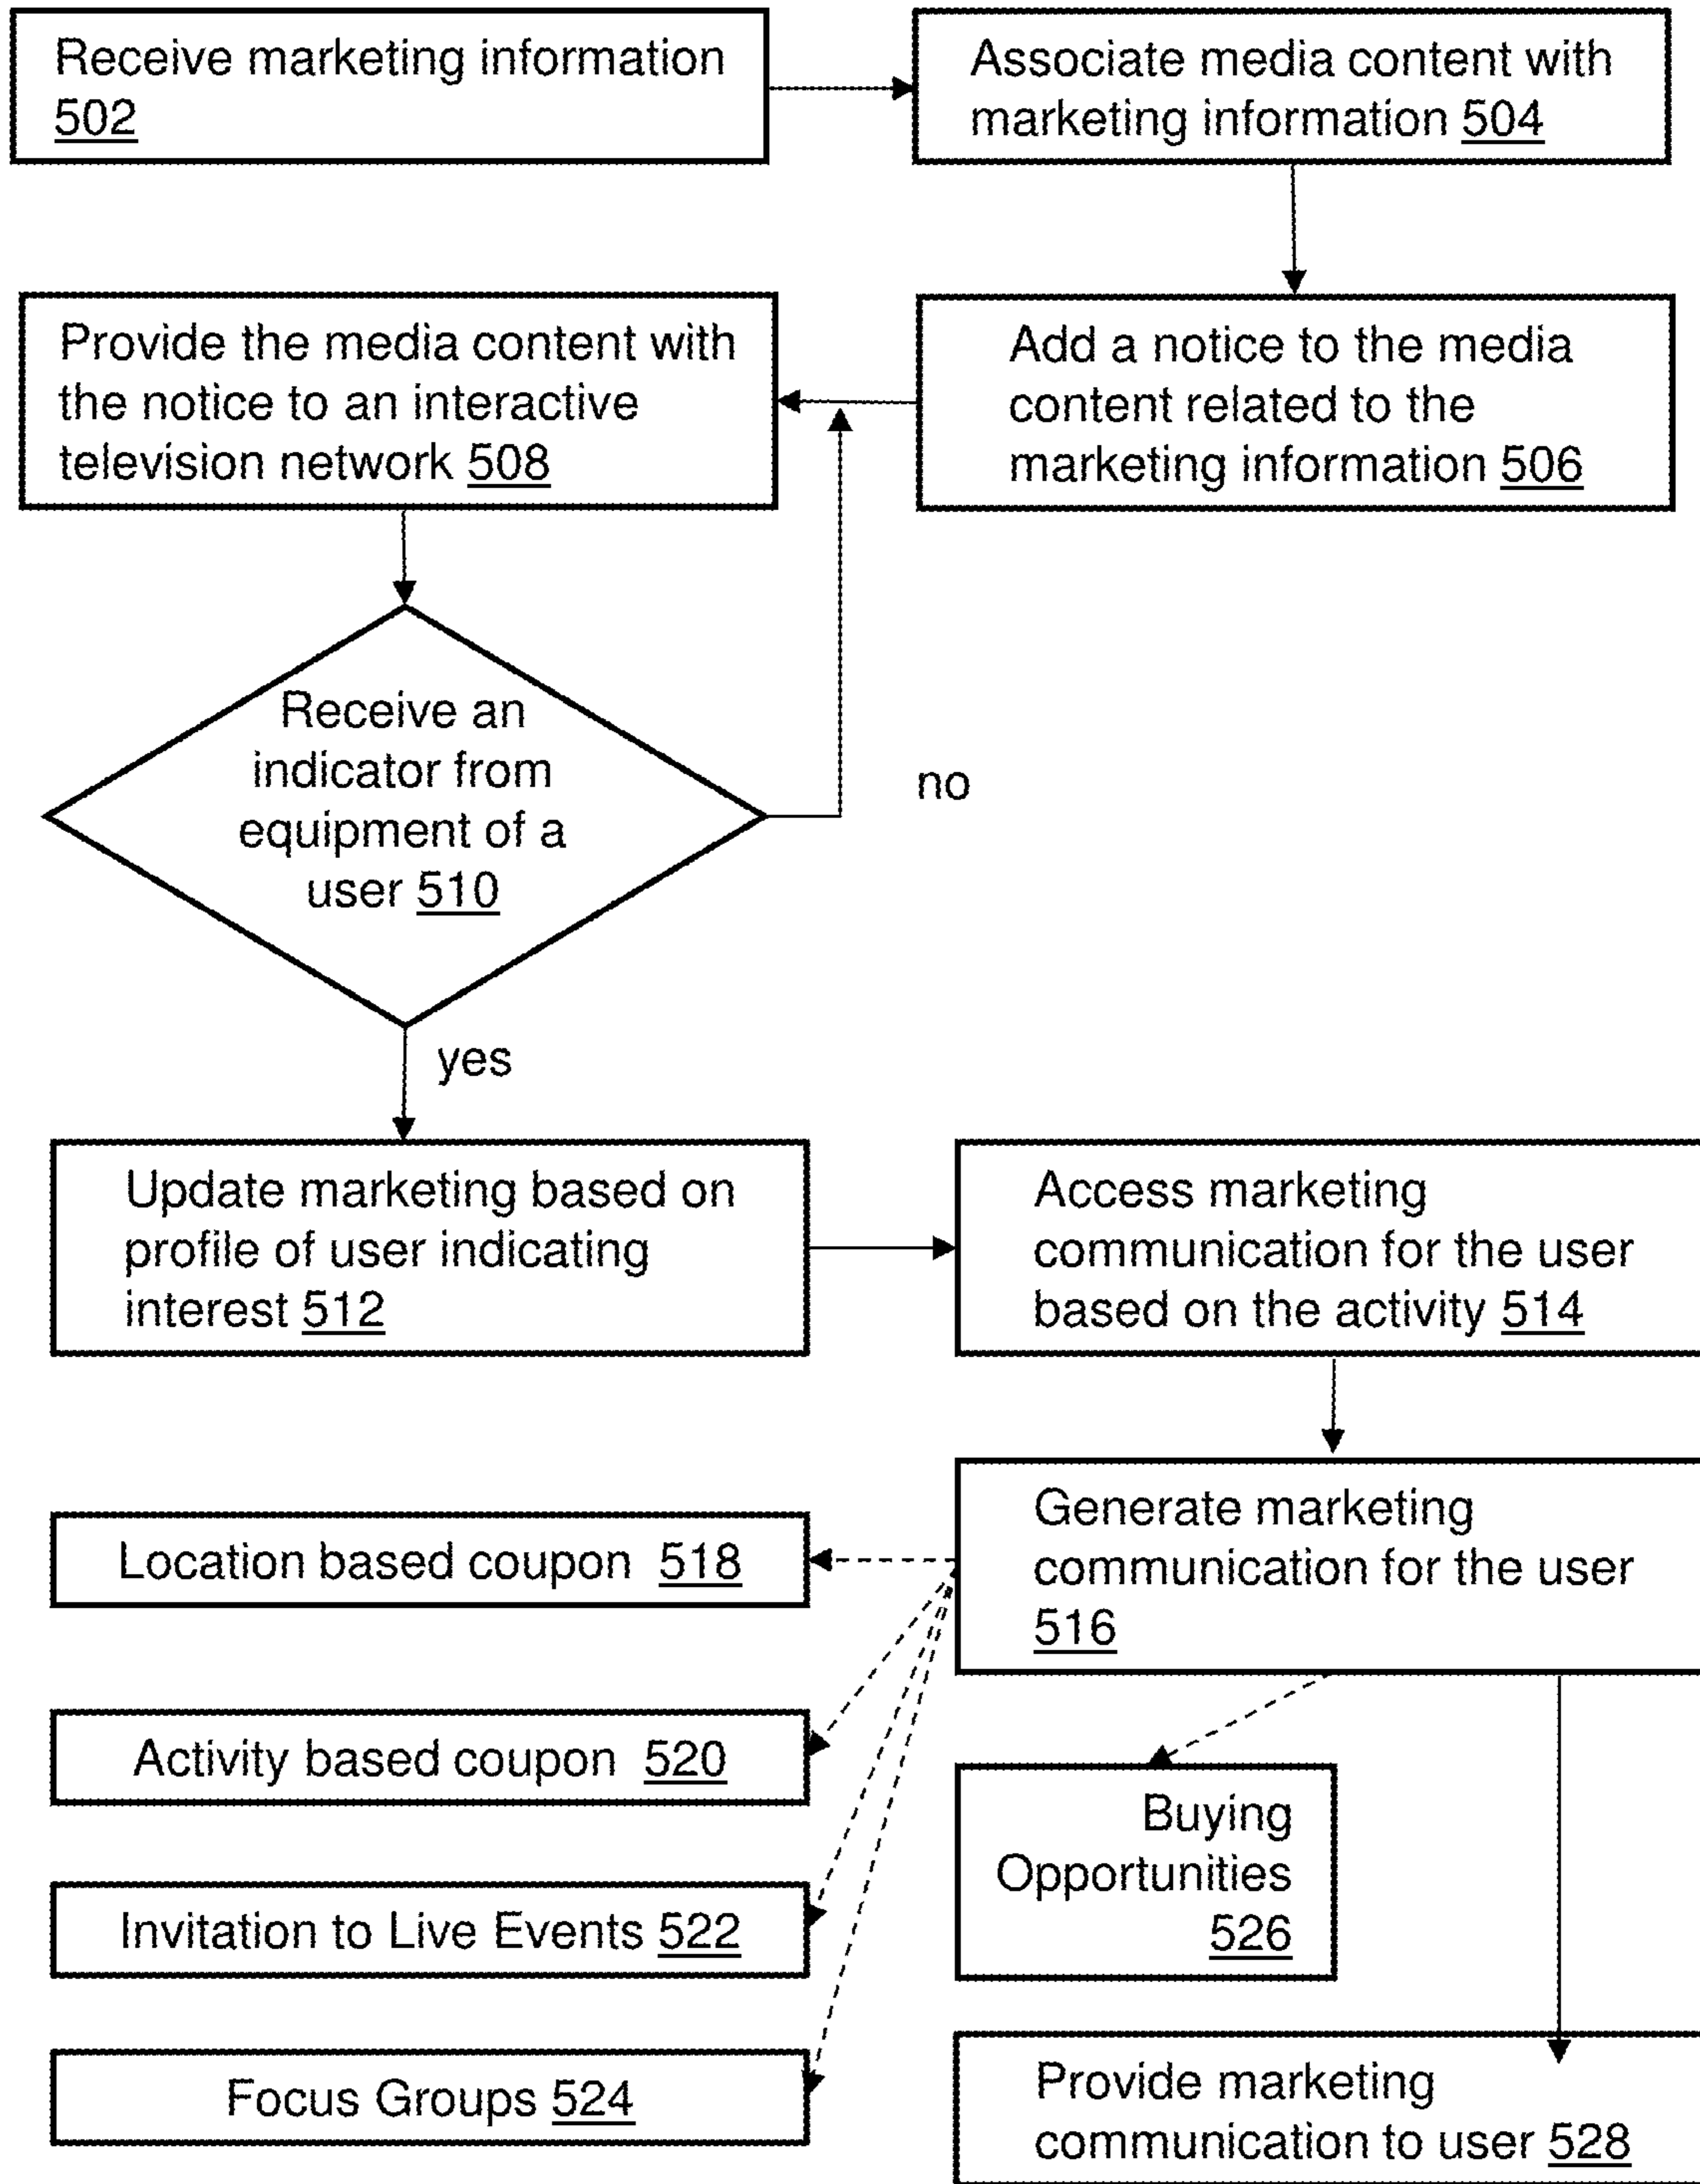 Receive marketing information
502
Associate media content with
marketing information 504
Provide the media content with
the notice to an interactive
television network 508
Add a notice to the media
content related to the
marketing information 506
Receive an
indicator from
equipment of a
user 510
no
yes
Update marketing based on
profile of user indicating
interest 512
Access marketing
communication for the user
based on the activity 514
Generate marketing
communication for the user
516
Location based coupon 518
Activity based coupon 520
Invitation to Live Events 522
Focus Groups 524
Buying
Opportunities
526
Provide marketing
communication to user 528